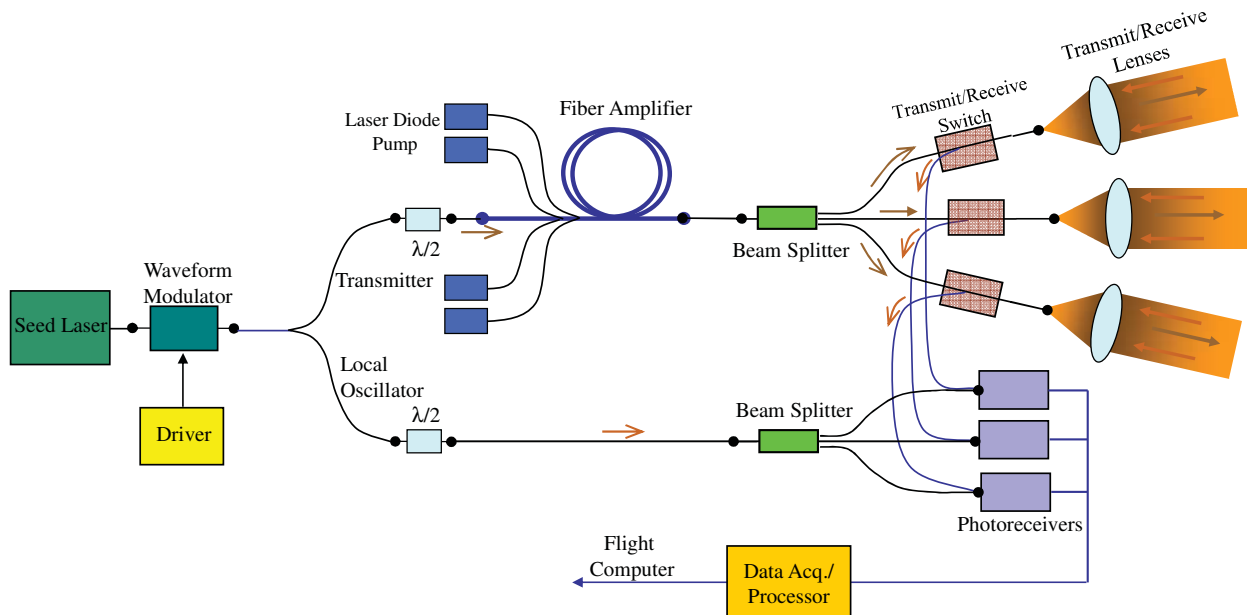 Transmit/Receive
Lenses
Fiber Amplifier
Transmit/Receive
Switch
Laser Diode
Pump
λ/2
Beam Splitter
Waveform
Modulator
Transmitter
Seed Laser
Local
Oscillator
λ/2
Beam Splitter
Driver
Photoreceivers
Flight
Computer
Data Acq./
Processor